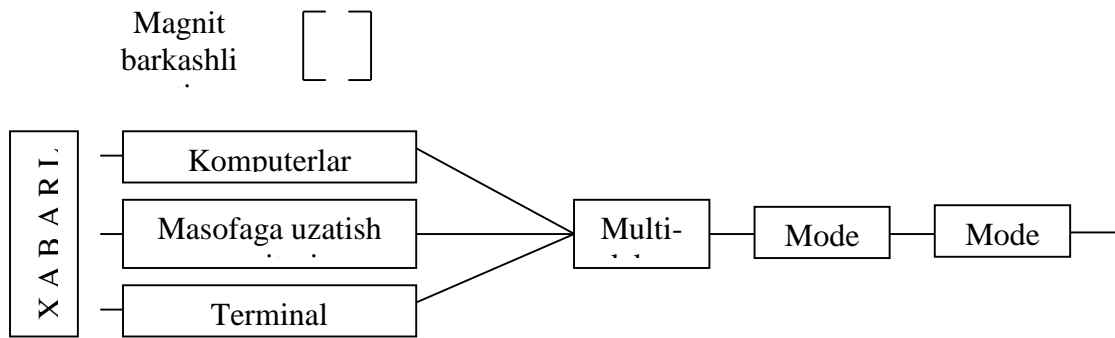 Magnit
barkashli
XABARL
Komputerlar
Masofaga uzatish
Terminal
Multi-
Mode
Mode